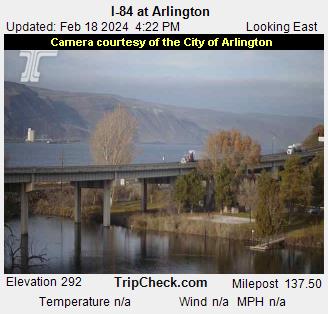 I-84 at Arlington
Updated: Feb 18 2024 4:22 PM Looking East
Camera courtesy of the City of Arlington
Elevation 292 TripCheck.com Milepost 137.50
Temperature n/a Wind n/a MPH n/a